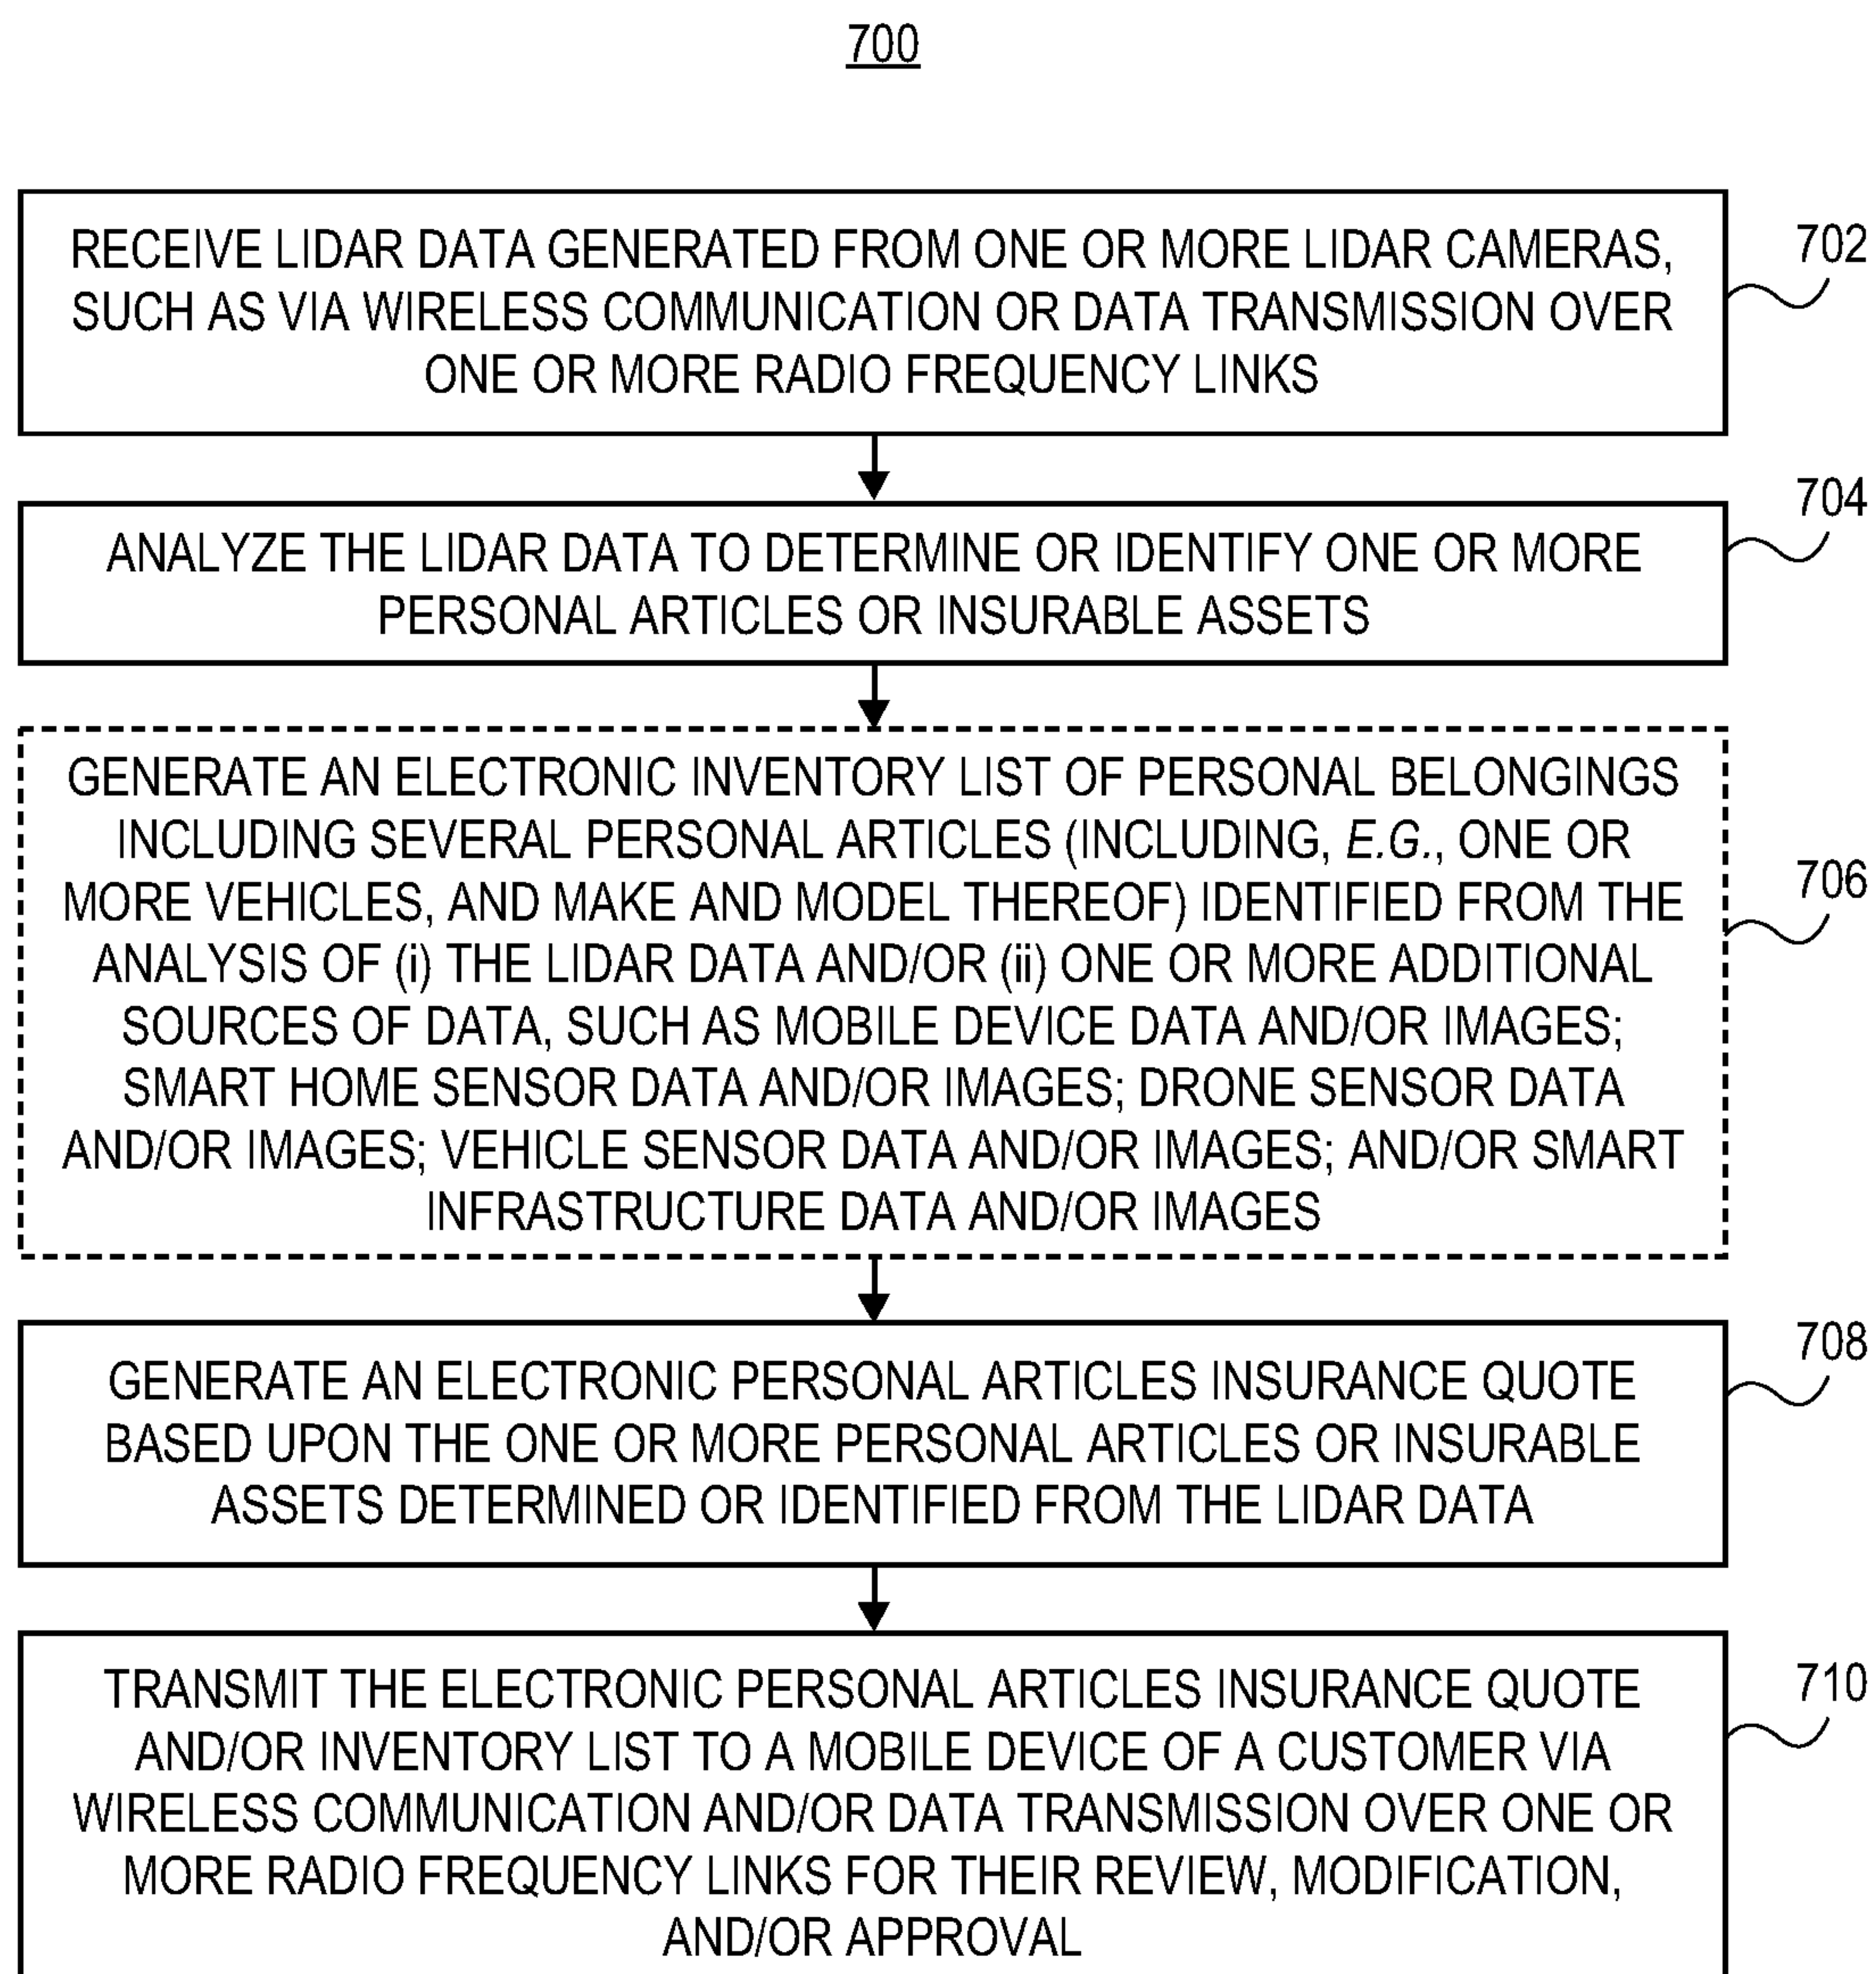 700
RECEIVE LIDAR DATA GENERATED FROM ONE OR MORE LIDAR CAMERAS,
SUCH AS VIA WIRELESS COMMUNICATION OR DATA TRANSMISSION OVER
ONE OR MORE RADIO FREQUENCY LINKS
702
ANALYZE THE LIDAR DATA TO DETERMINE OR IDENTIFY ONE OR MORE
PERSONAL ARTICLES OR INSURABLE ASSETS
704
GENERATE AN ELECTRONIC INVENTORY LIST OF PERSONAL BELONGINGS
INCLUDING SEVERAL PERSONAL ARTICLES (INCLUDING, E.G., ONE OR
MORE VEHICLES, AND MAKE AND MODEL THEREOF) IDENTIFIED FROM THE
ANALYSIS OF (i) THE LIDAR DATA AND/OR (ii) ONE OR MORE ADDITIONAL
SOURCES OF DATA, SUCH AS MOBILE DEVICE DATA AND/OR IMAGES;
SMART HOME SENSOR DATA AND/OR IMAGES; DRONE SENSOR DATA
AND/OR IMAGES; VEHICLE SENSOR DATA AND/OR IMAGES; AND/OR SMART
INFRASTRUCTURE DATA AND/OR IMAGES
706
GENERATE AN ELECTRONIC PERSONAL ARTICLES INSURANCE QUOTE
BASED UPON THE ONE OR MORE PERSONAL ARTICLES OR INSURABLE
ASSETS DETERMINED OR IDENTIFIED FROM THE LIDAR DATA
708
TRANSMIT THE ELECTRONIC PERSONAL ARTICLES INSURANCE QUOTE
AND/OR INVENTORY LIST TO A MOBILE DEVICE OF A CUSTOMER VIA
WIRELESS COMMUNICATION AND/OR DATA TRANSMISSION OVER ONE OR
MORE RADIO FREQUENCY LINKS FOR THEIR REVIEW, MODIFICATION,
AND/OR APPROVAL
710